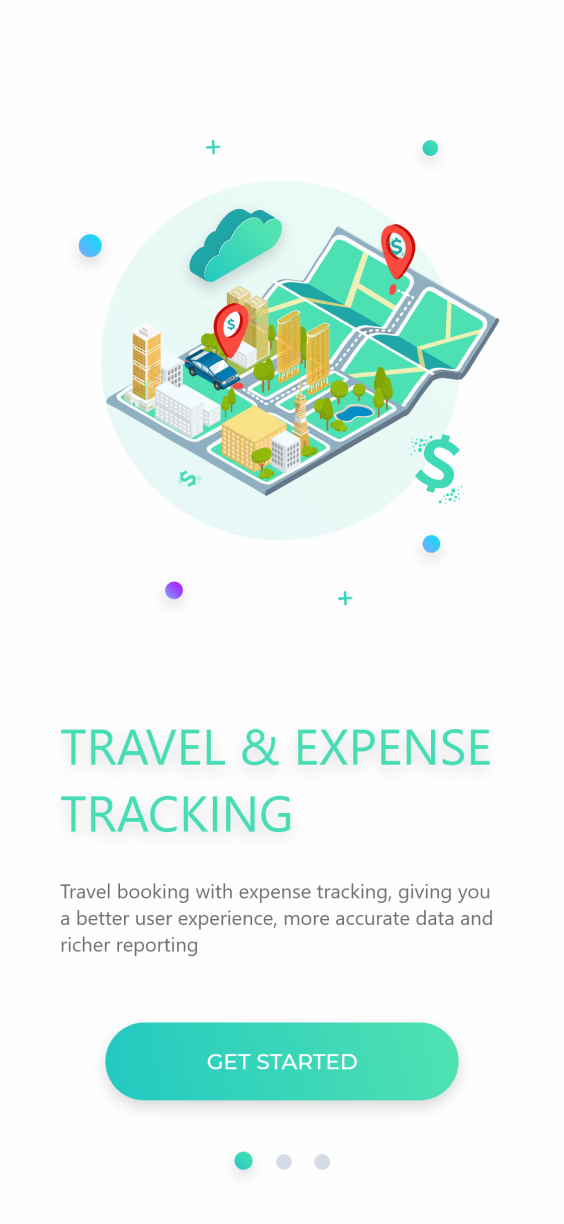 TRAVEL & EXPENSE
TRACKING
Travel booking with expense tracking, giving you
a better user experience, more accurate data and
richer reporting
GET STARTED